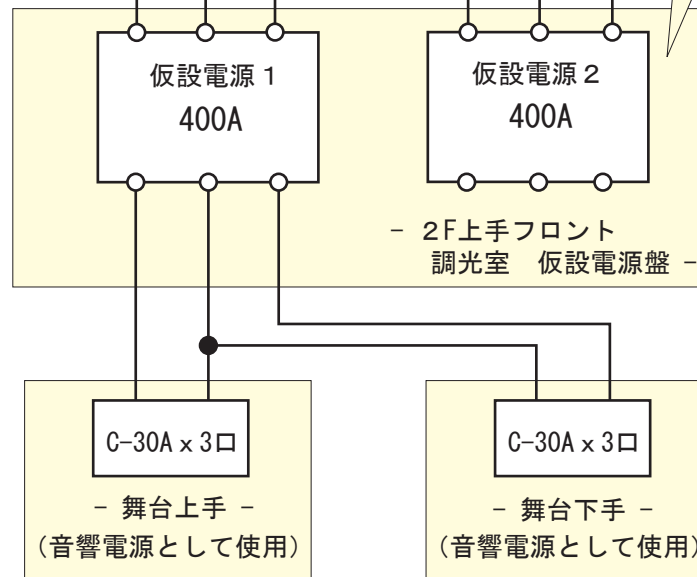 仮設電源１
400A
仮設電源２
400A
− ２F上手フロント
調光室　仮設電源盤 −
C−30A x 3口
− 舞台上手 −
(音響電源として使用)
C−30A x 3口
− 舞台下手 −
(音響電源として使用)